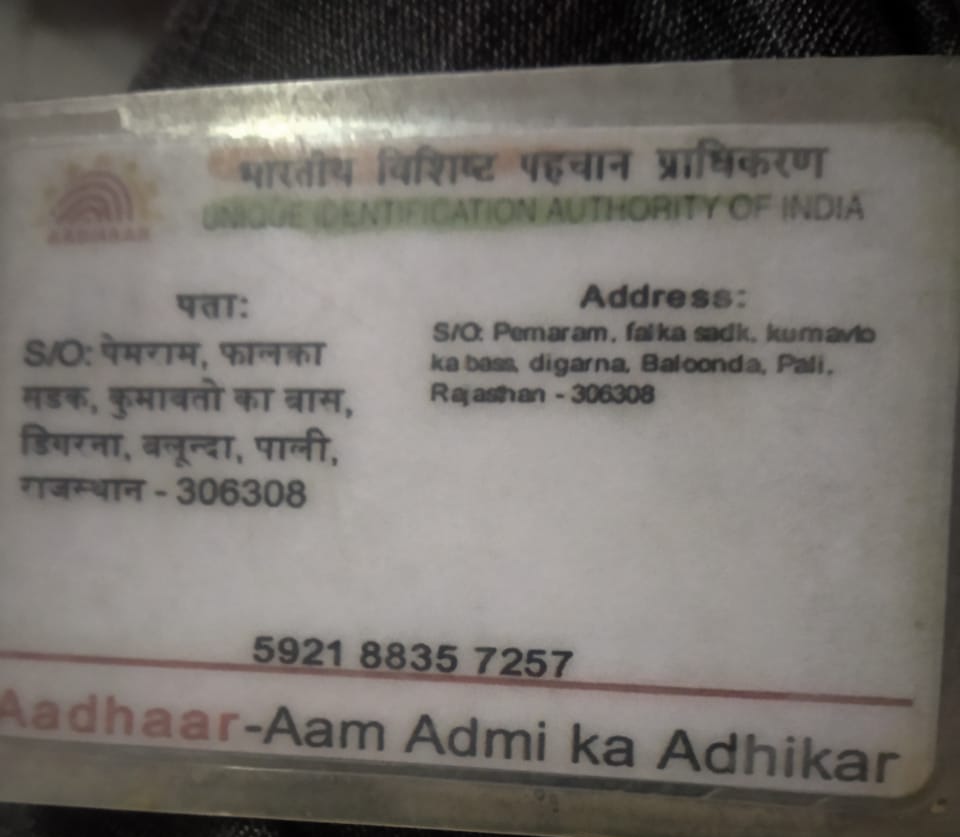 भारतीय विशिष्ट पहचान प्राधिकरण
UNIQUE IDENTIFICATION AUTHORITY OF INDIA
AADHAAR
पता:
S/O: पेमराम, फालका
सडक, कुमावतो का बास,
डिगरना, बलून्दा, पाली,
राजस्थान - 306308
Address:
S/O: Pemaram, falka sadk, kumavto
ka bass, digarna, Baloonda, Pali,
Rajasthan - 306308
5921 8835 7257
Aadhaar-Aam Admi ka Adhikar